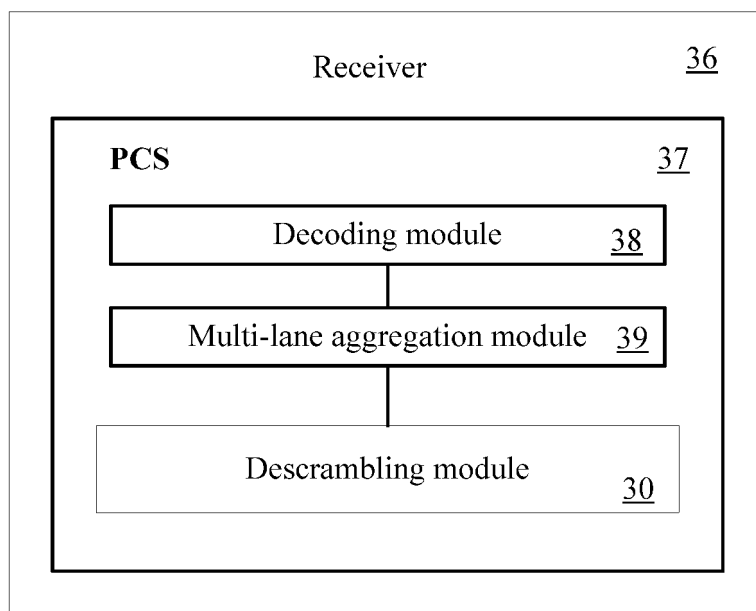 Receiver 36
PCS 37
Decoding module 38
Multi-lane aggregation module 39
Descrambling module 30